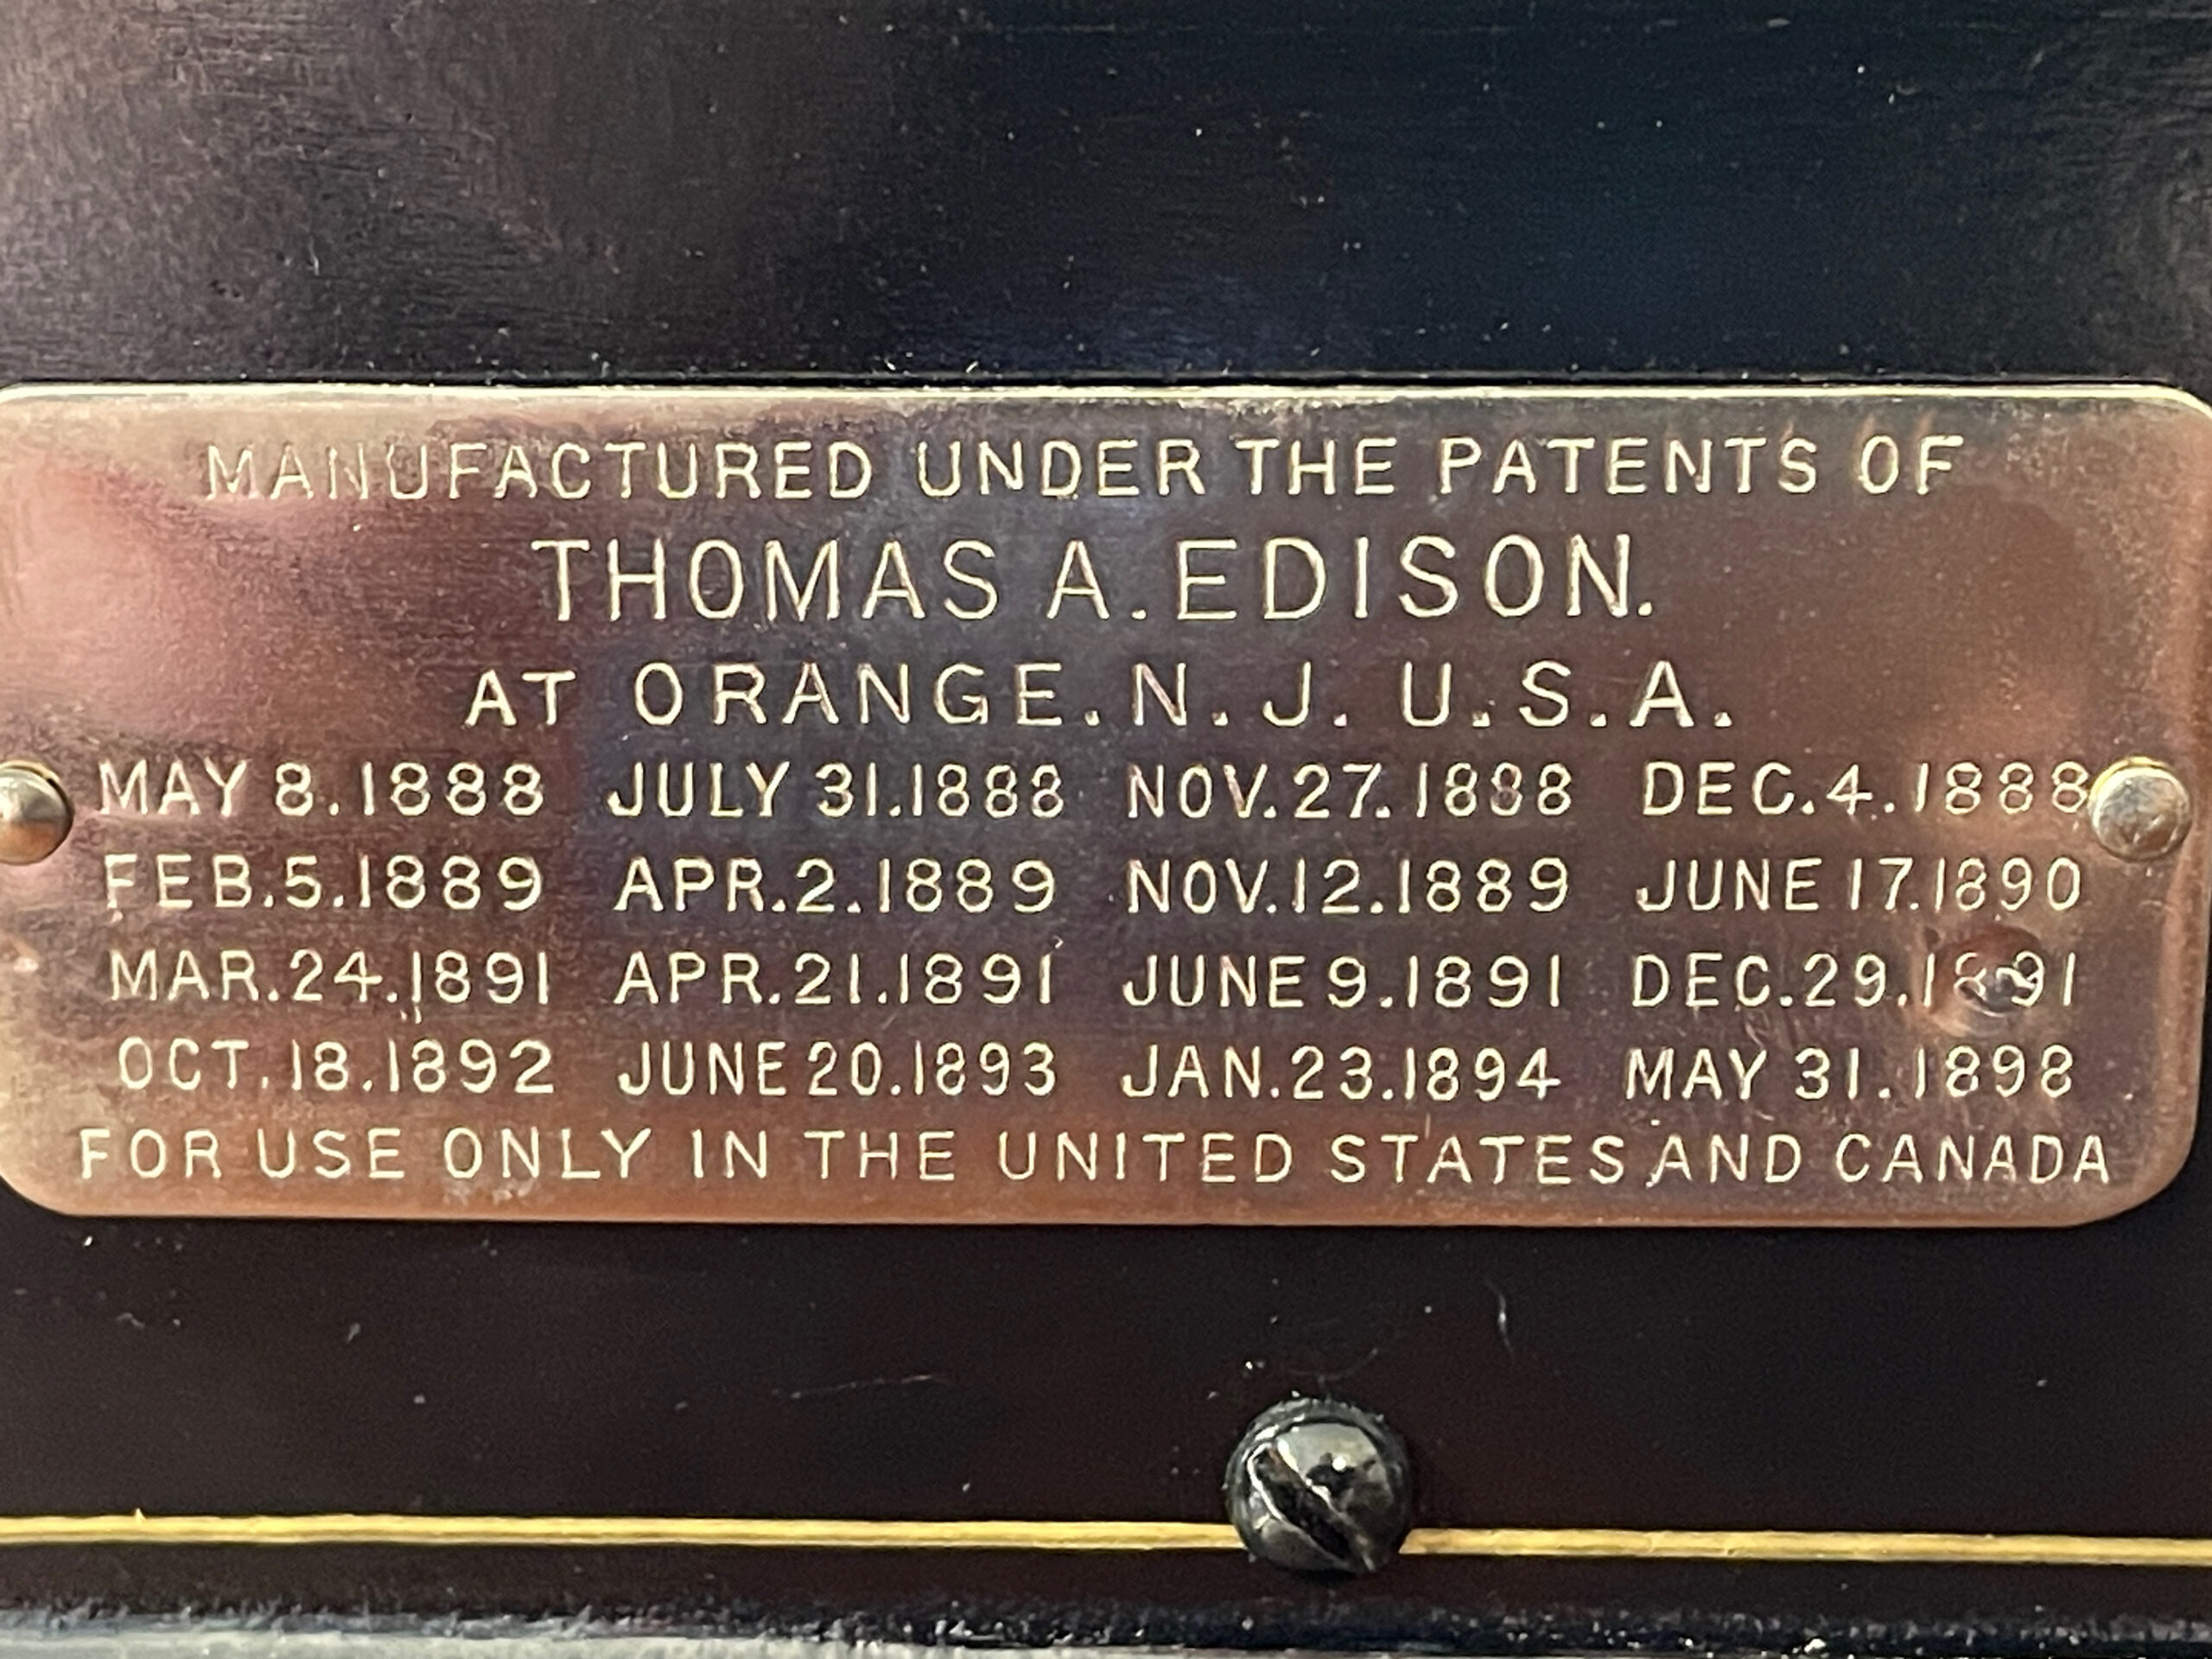 MANUFACTURED UNDER THE PATENTS OF
THOMAS A. EDISON.
AT ORANGE. N. J. U.S.A.
MAY 8.1888 JULY 31.1888 NOV.27.1888 DEC.4.1888
FEB.5.1889 APR.2.1889 NOV.12.1889 JUNE 17.1890
MAR.24.1891 APR.21.1891 JUNE 9.1891 DEC.29.1891
OCT.18.1892 JUNE 20.1893 JAN.23.1894 MAY 31.1898
FOR USE ONLY IN THE UNITED STATES AND CANADA